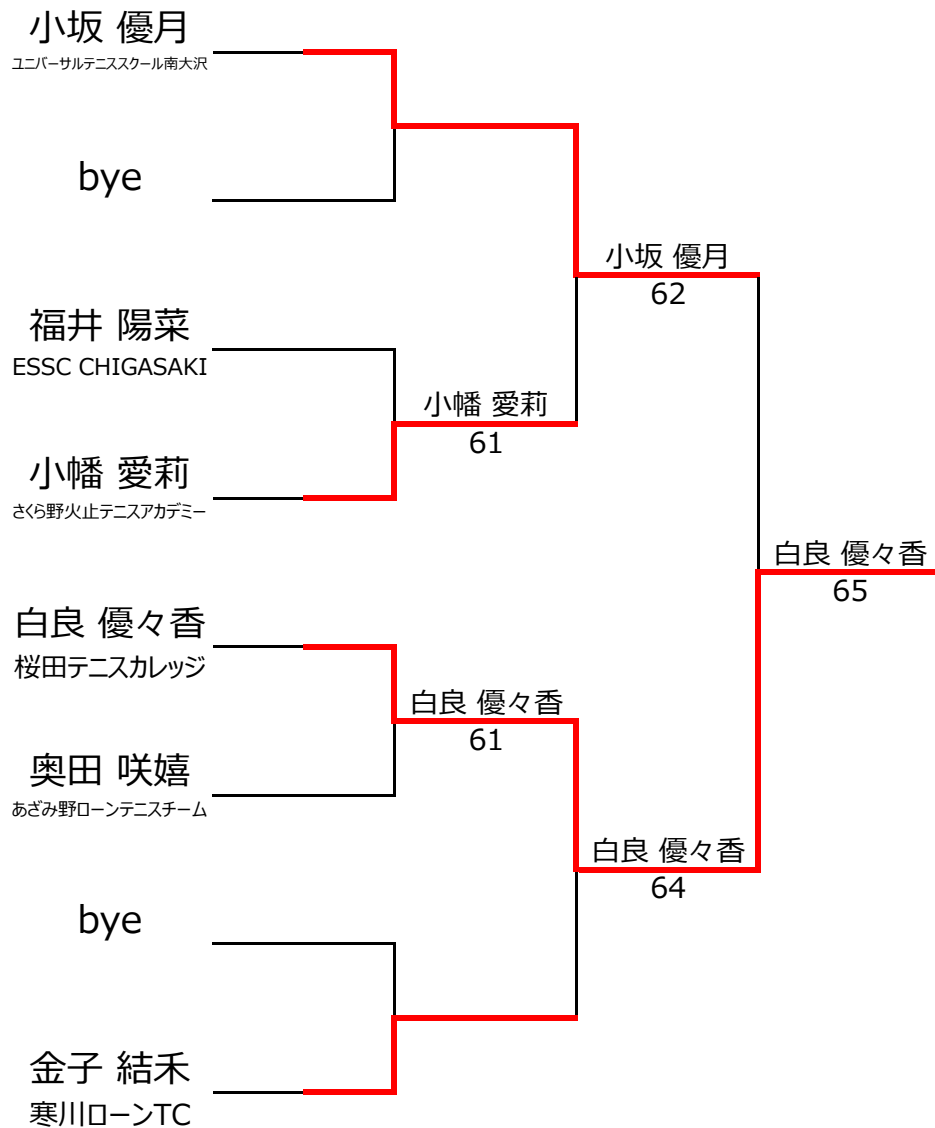 小坂 優月
ユニバーサルテニススクール南大沢
bye
福井 陽菜
ESSC CHIGASAKI
小幡 愛莉
さくら野火止テニスアカデミー
白良 優々香
桜田テニスカレッジ
奥田 咲嬉
あざみ野ローンテニスチーム
bye
金子 結禾
寒川ローンTC
小幡 愛莉
61
白良 優々香
61
小坂 優月
62
白良 優々香
64
白良 優々香
65